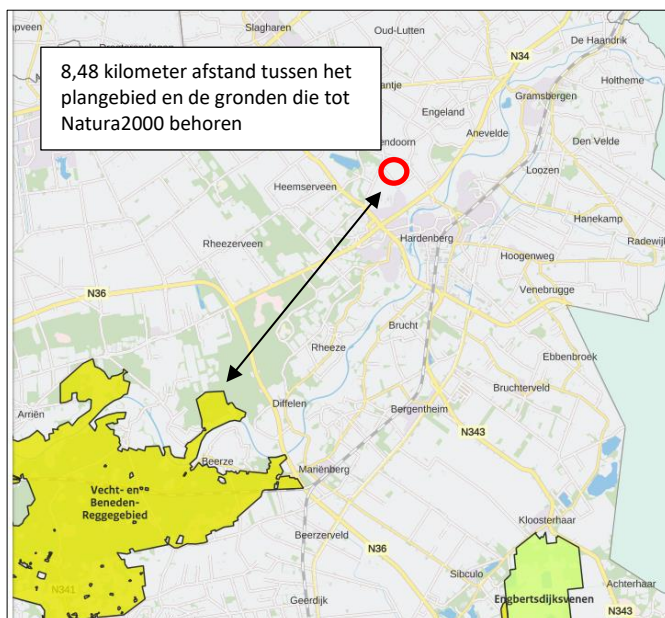 Slagharen
Oud-Lutten
De Haandrik
N34
Holtheme
8,48 kilometer afstand tussen het
plangebied en de gronden die tot
Natura2000 behoren
antje
Gramsbergen
Engeland
Anevelde
Den Velde
endoorn
Loozen
Heemserveen
Hanekamp
Rheezerveen
Hardenberg
Radewijk
Hoogenweg
N36
Venebrugge
Brucht
Rheeze
Ebbenbroek
Bruchterveld
Arriën
Diffelen
Bergentheim
N343
Beerze
Mariënberg
Vecht- en
Beneden-
Reggegebied
Kloosterhaar
Beerzerveld
N36
Sibculo
Achterhaar
N341
Geerdijk
Engbertsdijksvenen
N343